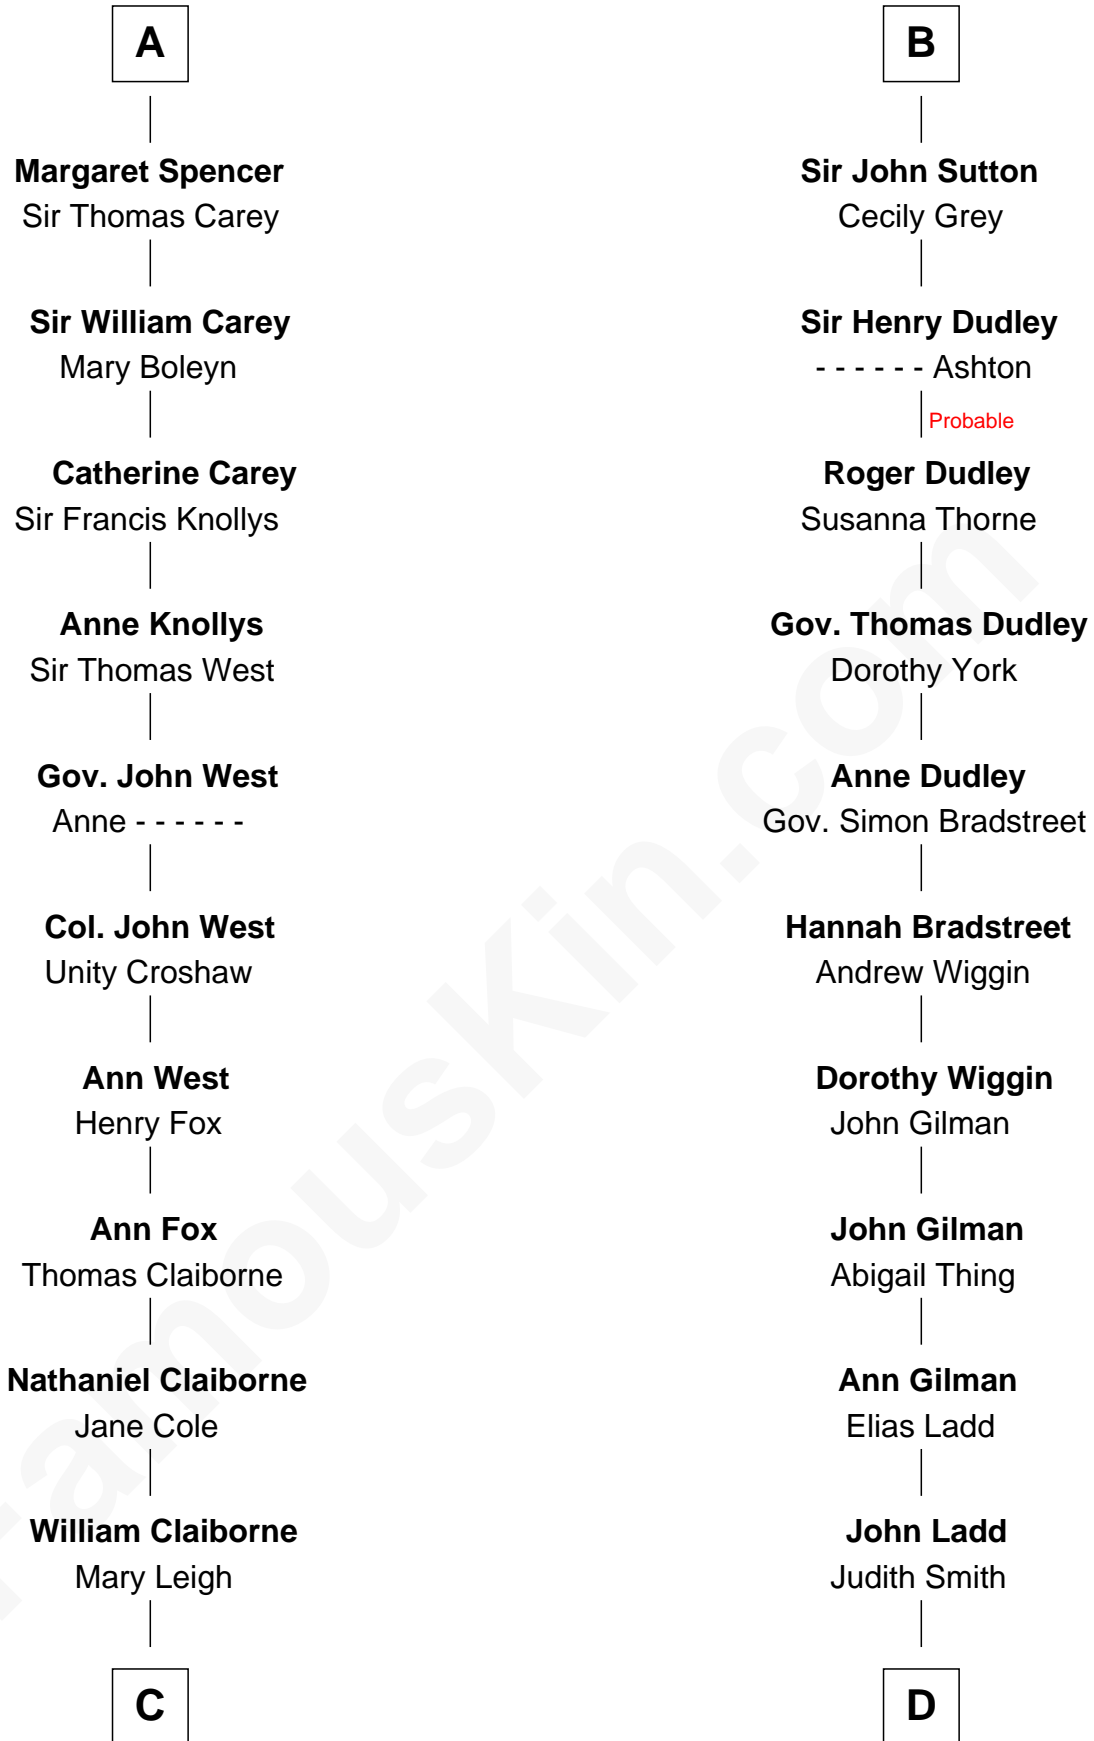 A
Margaret Spencer
Sir Thomas Carey
Sir William Carey
Mary Boleyn
Catherine Carey
Sir Francis Knollys
Anne Knollys
Sir Thomas West
Gov. John West
Anne - - - - - -
Col. John West
Unity Croshaw
Ann West
Henry Fox
Ann Fox
Thomas Claiborne
Nathaniel Claiborne
Jane Cole
William Claiborne
Mary Leigh
C
B
Sir John Sutton
Cecily Grey
Sir Henry Dudley
- - - - - - Ashton
Probable
Roger Dudley
Susanna Thorne
Gov. Thomas Dudley
Dorothy York
Anne Dudley
Gov. Simon Bradstreet
Hannah Bradstreet
Andrew Wiggin
Dorothy Wiggin
John Gilman
John Gilman
Abigail Thing
Ann Gilman
Elias Ladd
John Ladd
Judith Smith
D
FamousKin.com